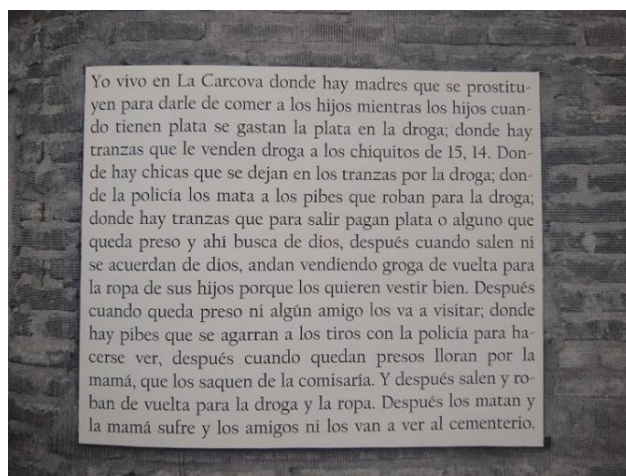 Yo vivo en La Carcova donde hay madres que se prostitu-
yen para darle de comer a los hijos mientras los hijos cuan-
do tienen plata se gastan la plata en la droga; donde hay
tranzas que le venden droga a los chiquitos de 15, 14. Don-
de hay chicas que se dejan en los tranzas por la droga; don-
de la policía los mata a los pibes que roban para la droga;
donde hay tranzas que para salir pagan plata o alguno que
queda preso y ahí busca de dios, después cuando salen ni
se acuerdan de dios, andan vendiendo groga de vuelta para
la ropa de sus hijos porque los quieren vestir bien. Después
cuando queda preso ni algún amigo los va a visitar; donde
hay pibes que se agarran a los tiros con la policía para ha-
cerse ver, después cuando quedan presos lloran por la
mamá, que los saquen de la comisaría. Y después salen y ro-
ban de vuelta para la droga y la ropa. Después los matan y
la mamá sufre y los amigos ni los van a ver al cementerio.